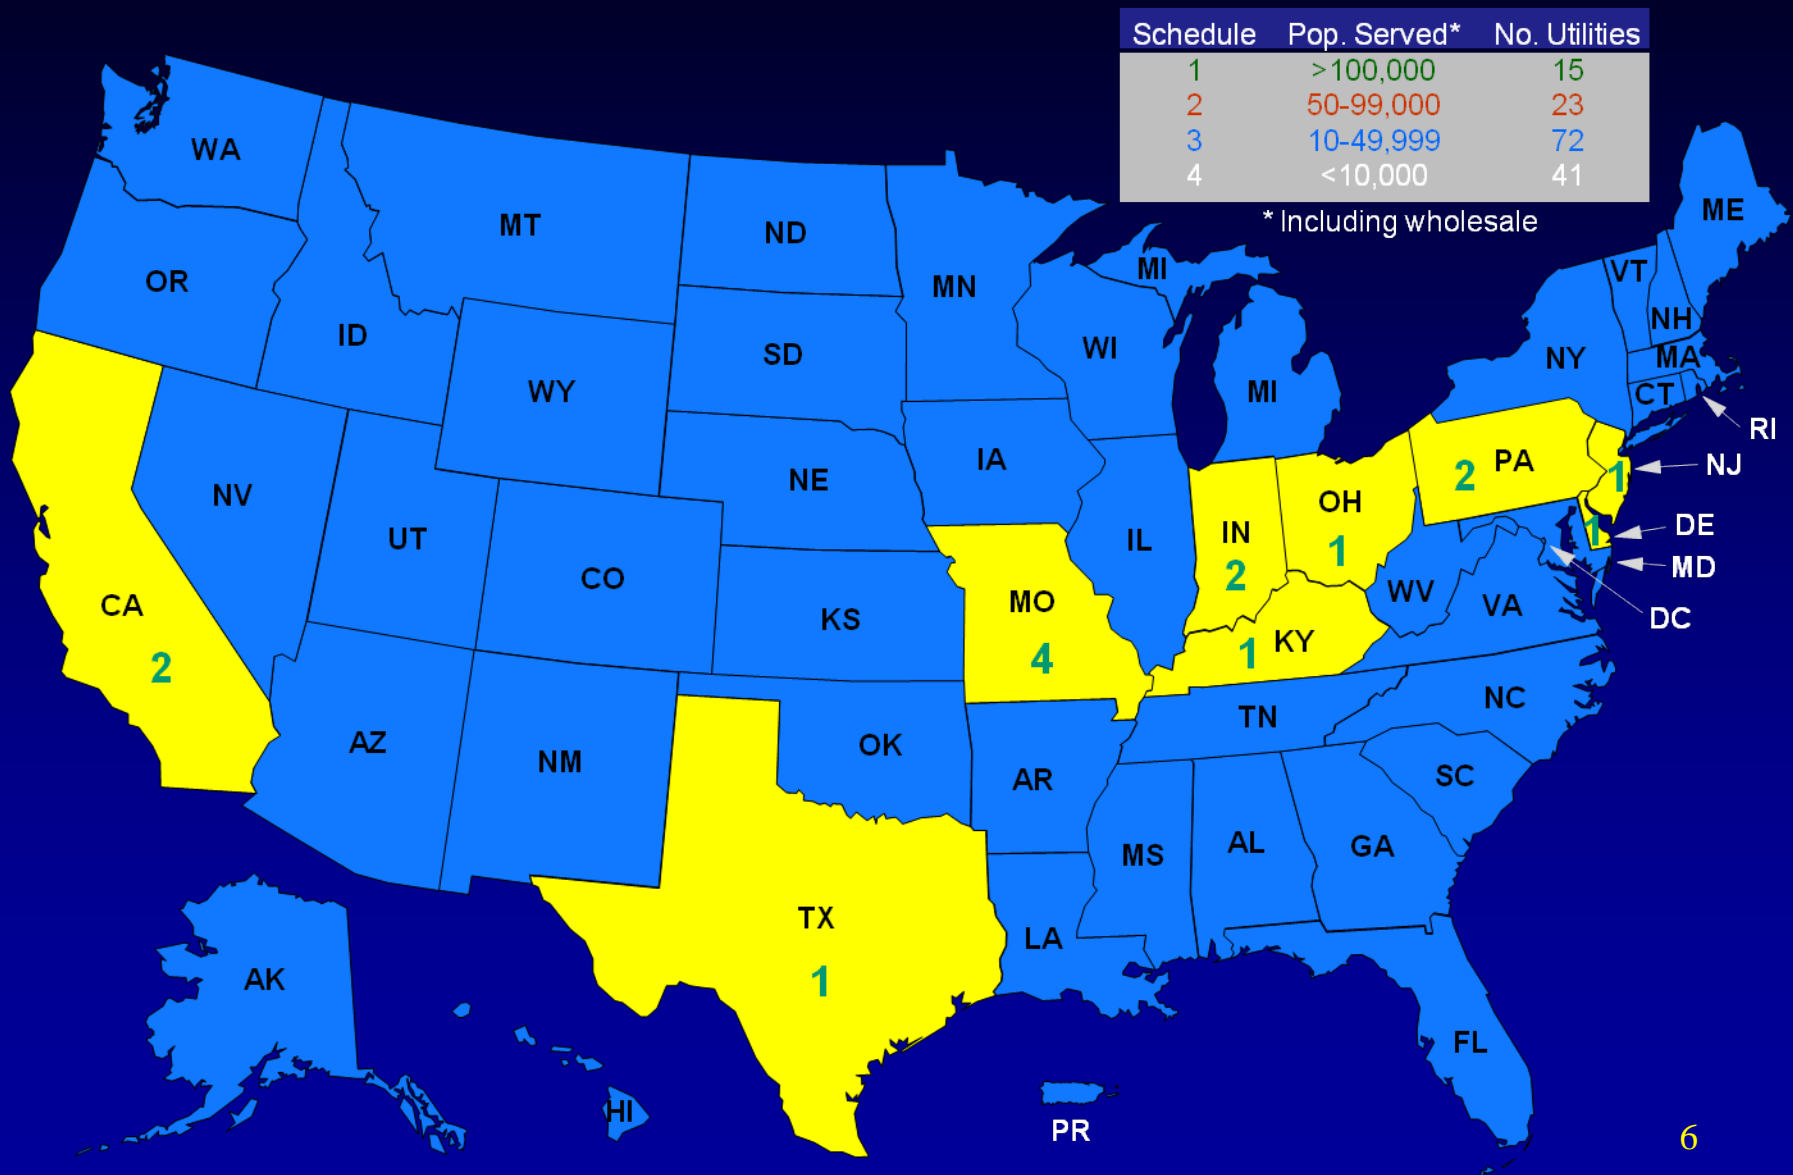 Schedule Pop. Served* No. Utilities
1 >100,000 15
2 50-99,000 23
3 10-49,999 72
4 <10,000 41
* Including wholesale
WA
MT
ND
MN
OR
ID
WY
SD
WI
MI
MI
ME
VT
NH
NY
MA
CT
RI
NV
UT
CO
NE
IA
IL
IN
2
OH
1
PA
2
NJ
1
DE
1
MD
DC
CA
2
KS
MO
4
KY
1
WV
VA
AZ
NM
OK
AR
TN
NC
SC
TX
1
LA
MS
AL
GA
FL
AK
HI
PR
6